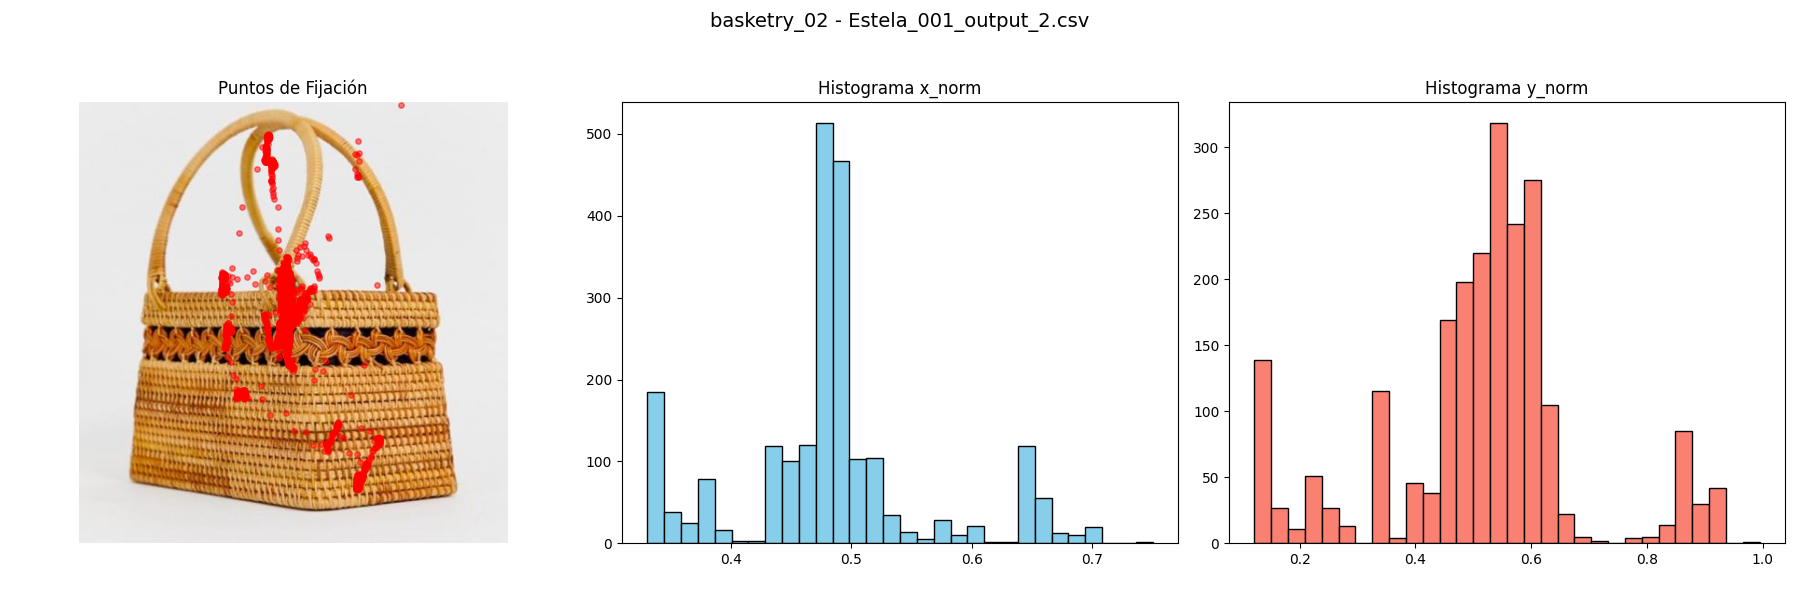 basketry_02 - Estela_001_output_2.csv
Puntos de Fijación
Histograma x_norm
Histograma y_norm
500
400
300
200
100
0
0.4 0.5 0.6 0.7
300
250
200
150
100
50
0
0.2 0.4 0.6 0.8 1.0